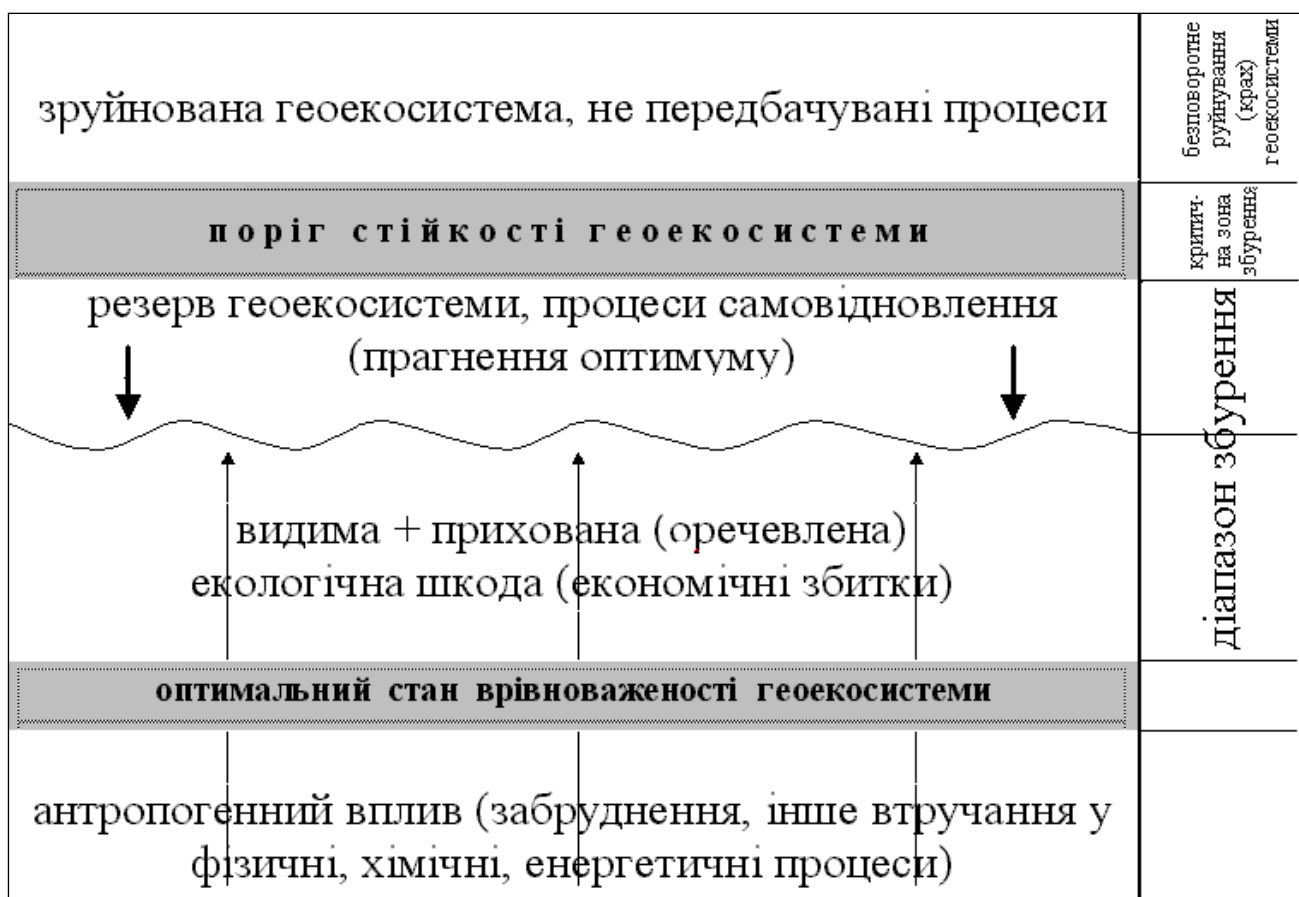 зруйнована геоекосистема, не передбачувані процеси
поріг стійкості геоекосистеми
резерв геоекосистеми, процеси самовідновлення
(прагнення оптимуму)
видима + прихована (оречевлена)
екологічна шкода (економічні збитки)
оптимальний стан врівноваженості геоекосистеми
антропогенний вплив (забруднення, інше втручання у
фізичні, хімічні, енергетичні процеси)
безповоротне
руйнування
(крах)
геоекосистеми
критич-
на зона
збурення
діапазон збурення